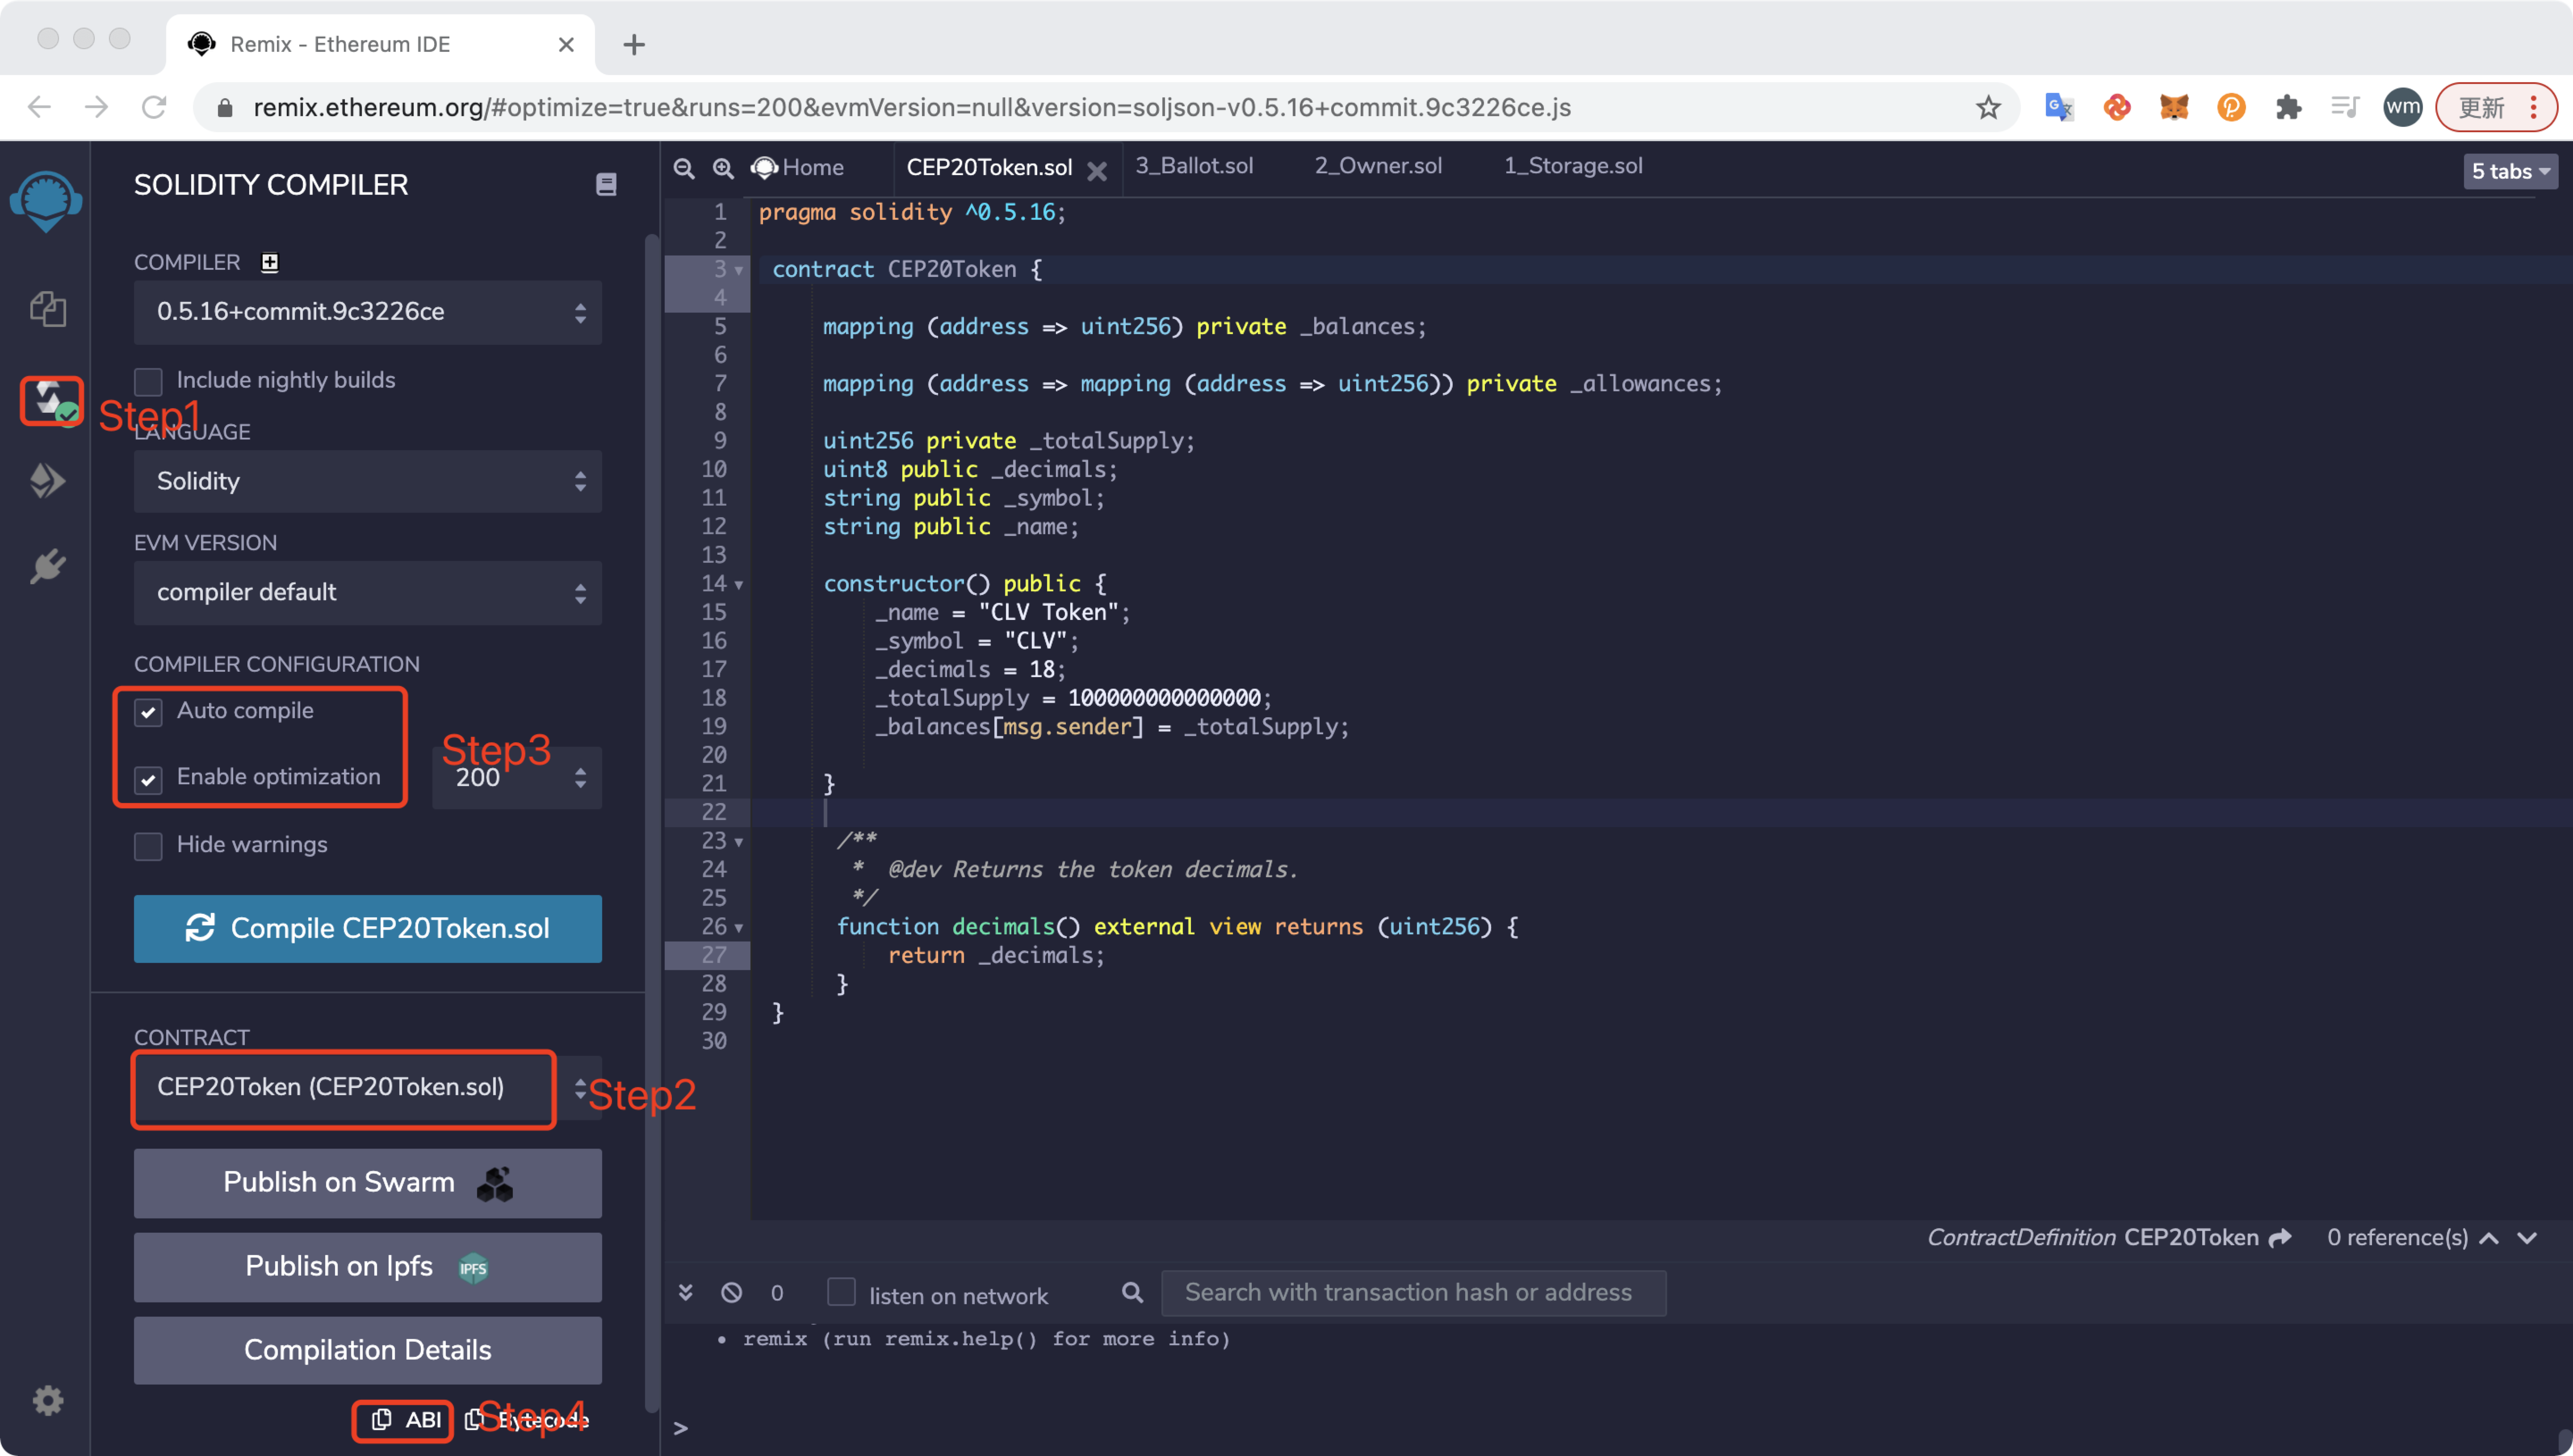 Remix - Ethereum IDE
remix.ethereum.org/#optimize=true&runs=200&evmVersion=null&version=soljson-v0.5.16+commit.9c3226ce.js
wm
更新
SOLIDITY COMPILER
COMPILER
0.5.16+commit.9c3226ce
Include nightly builds
Step1
LANGUAGE
Solidity
EVM VERSION
compiler default
COMPILER CONFIGURATION
Auto compile
Step3
Enable optimization
200
Hide warnings
Compile CEP20Token.sol
CONTRACT
CEP20Token (CEP20Token.sol)
Step2
Publish on Swarm
Publish on Ipfs
IPFS
Compilation Details
ABI
Step4
Bytecode
Home
CEP20Token.sol
3_Ballot.sol
2_Owner.sol
1_Storage.sol
5 tabs
1 pragma solidity ^0.5.16;
2
3 contract CEP20Token {
4
5 mapping (address => uint256) private _balances;
6
7 mapping (address => mapping (address => uint256)) private _allowances;
8
9 uint256 private _totalSupply;
10 uint8 public _decimals;
11 string public _symbol;
12 string public _name;
13
14 constructor() public {
15 _name = "CLV Token";
16 _symbol = "CLV";
17 _decimals = 18;
18 _totalSupply = 100000000000000;
19 _balances[msg.sender] = _totalSupply;
20
21 }
22
23 /**
24 * @dev Returns the token decimals.
25 */
26 function decimals() external view returns (uint256) {
27 return _decimals;
28 }
29 }
30
ContractDefinition CEP20Token
0 reference(s)
0
listen on network
Search with transaction hash or address
• remix (run remix.help() for more info)
>